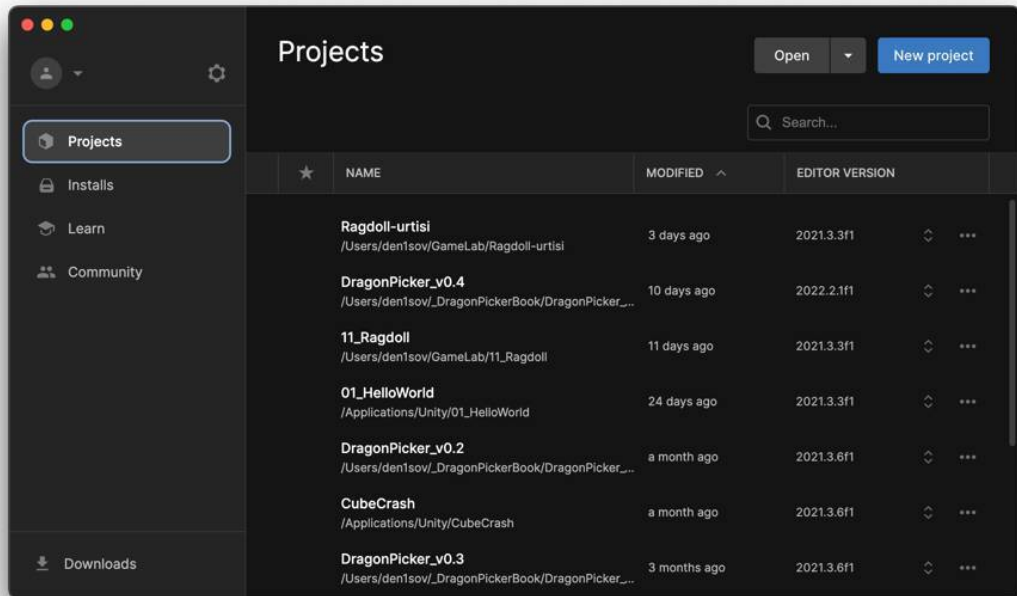 Projects
Open
New project
Search...
Projects
Installs
Learn
Community
Downloads
NAME MODIFIED EDITOR VERSION
Ragdoll-urtisi
/Users/den1sov/GameLab/Ragdoll-urtisi
3 days ago 2021.3.3f1
DragonPicker_v0.4
/Users/den1sov/_DragonPickerBook/DragonPicker_...
10 days ago 2022.2.1f1
11_Ragdoll
/Users/den1sov/GameLab/11_Ragdoll
11 days ago 2021.3.3f1
01_HelloWorld
/Applications/Unity/01_HelloWorld
24 days ago 2021.3.3f1
DragonPicker_v0.2
/Users/den1sov/_DragonPickerBook/DragonPicker_...
a month ago 2021.3.6f1
CubeCrash
/Applications/Unity/CubeCrash
a month ago 2021.3.6f1
DragonPicker_v0.3
/Users/den1sov/_DragonPickerBook/DragonPicker_...
3 months ago 2021.3.6f1